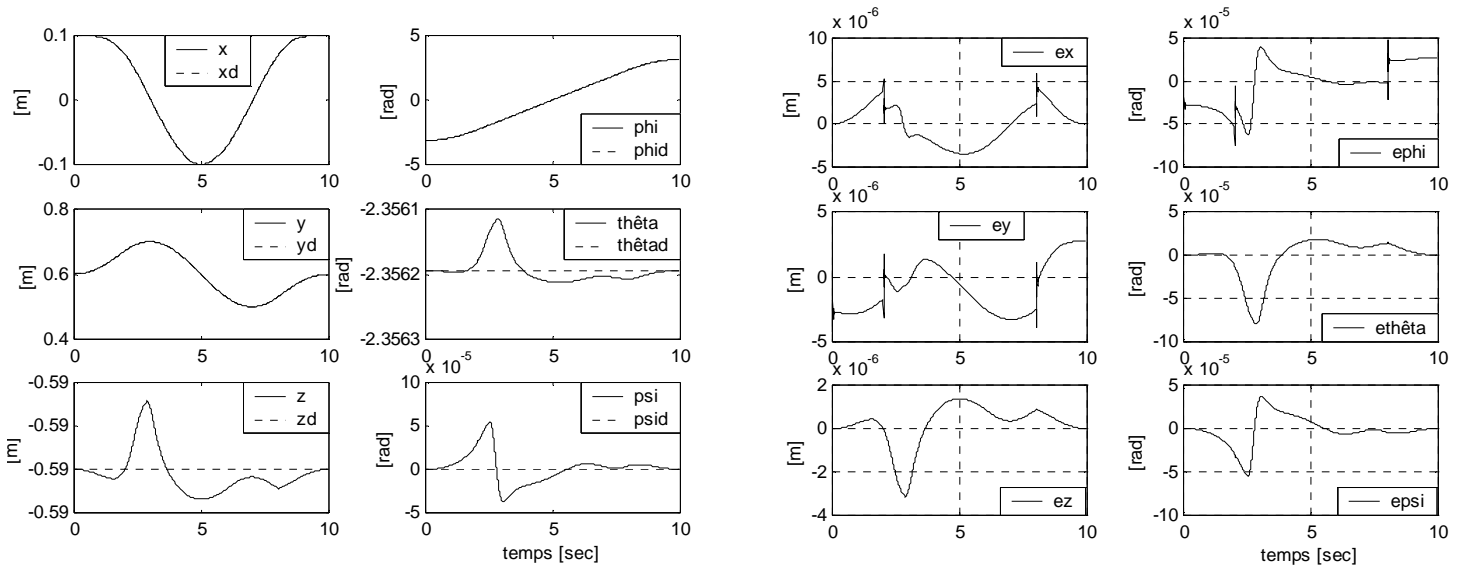 x 10^-6
x 10^-5
0.1
0
-0.1
[m]
x
xd
0
5
10
5
0
-5
[rad]
phi
phid
0
5
10
10
5
0
-5
[m]
ex
0
5
10
5
0
-5
-10
[rad]
ephi
0
5
10
x 10^-6
x 10^-5
0.8
0.6
0.4
[m]
y
yd
0
5
10
-2.3561
-2.3562
-2.3563
[rad]
thêta
thêtad
0
5
10
5
0
-5
[m]
ey
0
5
10
5
0
-5
-10
[rad]
ethêta
0
5
10
x 10^-5
x 10^-6
x 10^-5
-0.59
-0.59
-0.59
[m]
z
zd
0
5
10
10
5
0
-5
[rad]
psi
psid
0
5
10
temps [sec]
2
0
-2
-4
[m]
ez
0
5
10
5
0
-5
-10
[rad]
epsi
0
5
10
temps [sec]